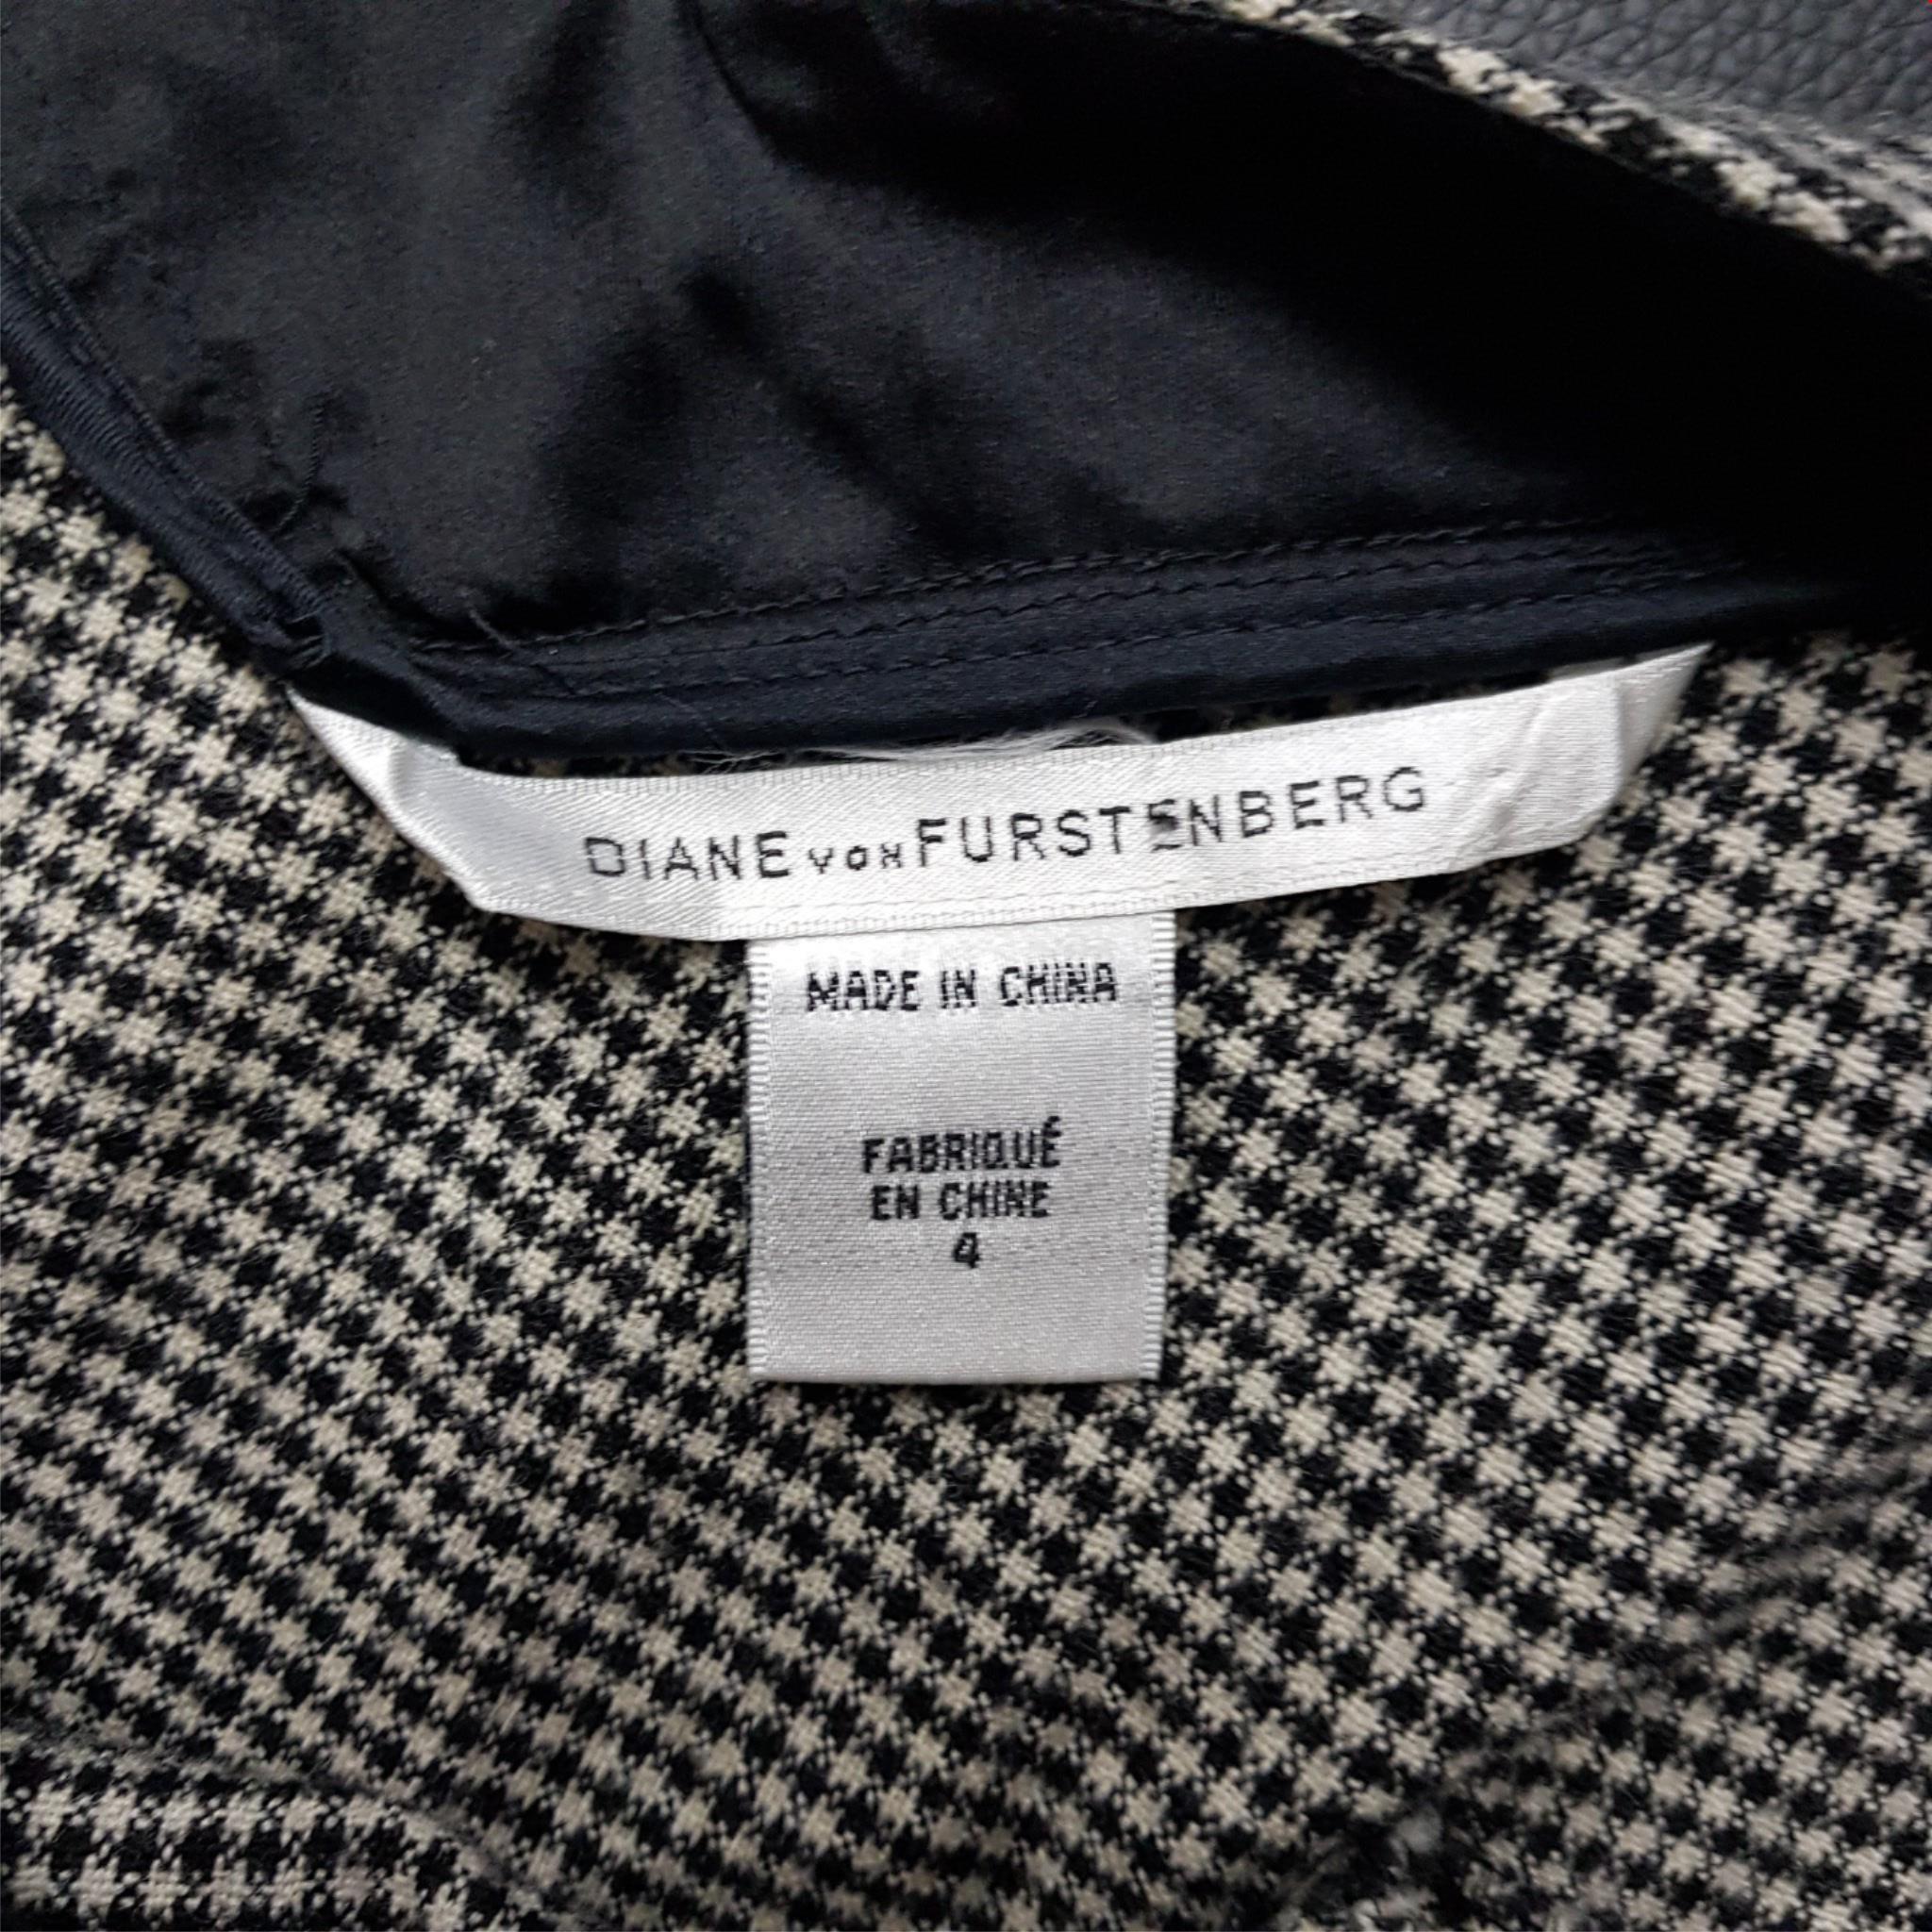 DIANE VON FURSTENBERG
MADE IN CHINA
FABRIQUÉ
EN CHINE
4